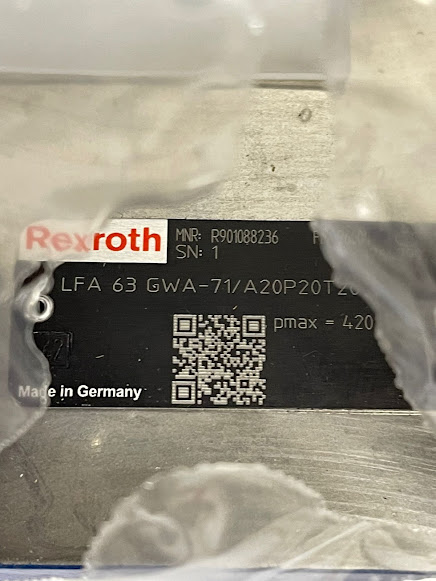 Rexroth
MNR: R901088236
SN: 1
LFA 63 GWA-71/A20P20T20
pmax = 420
Made in Germany